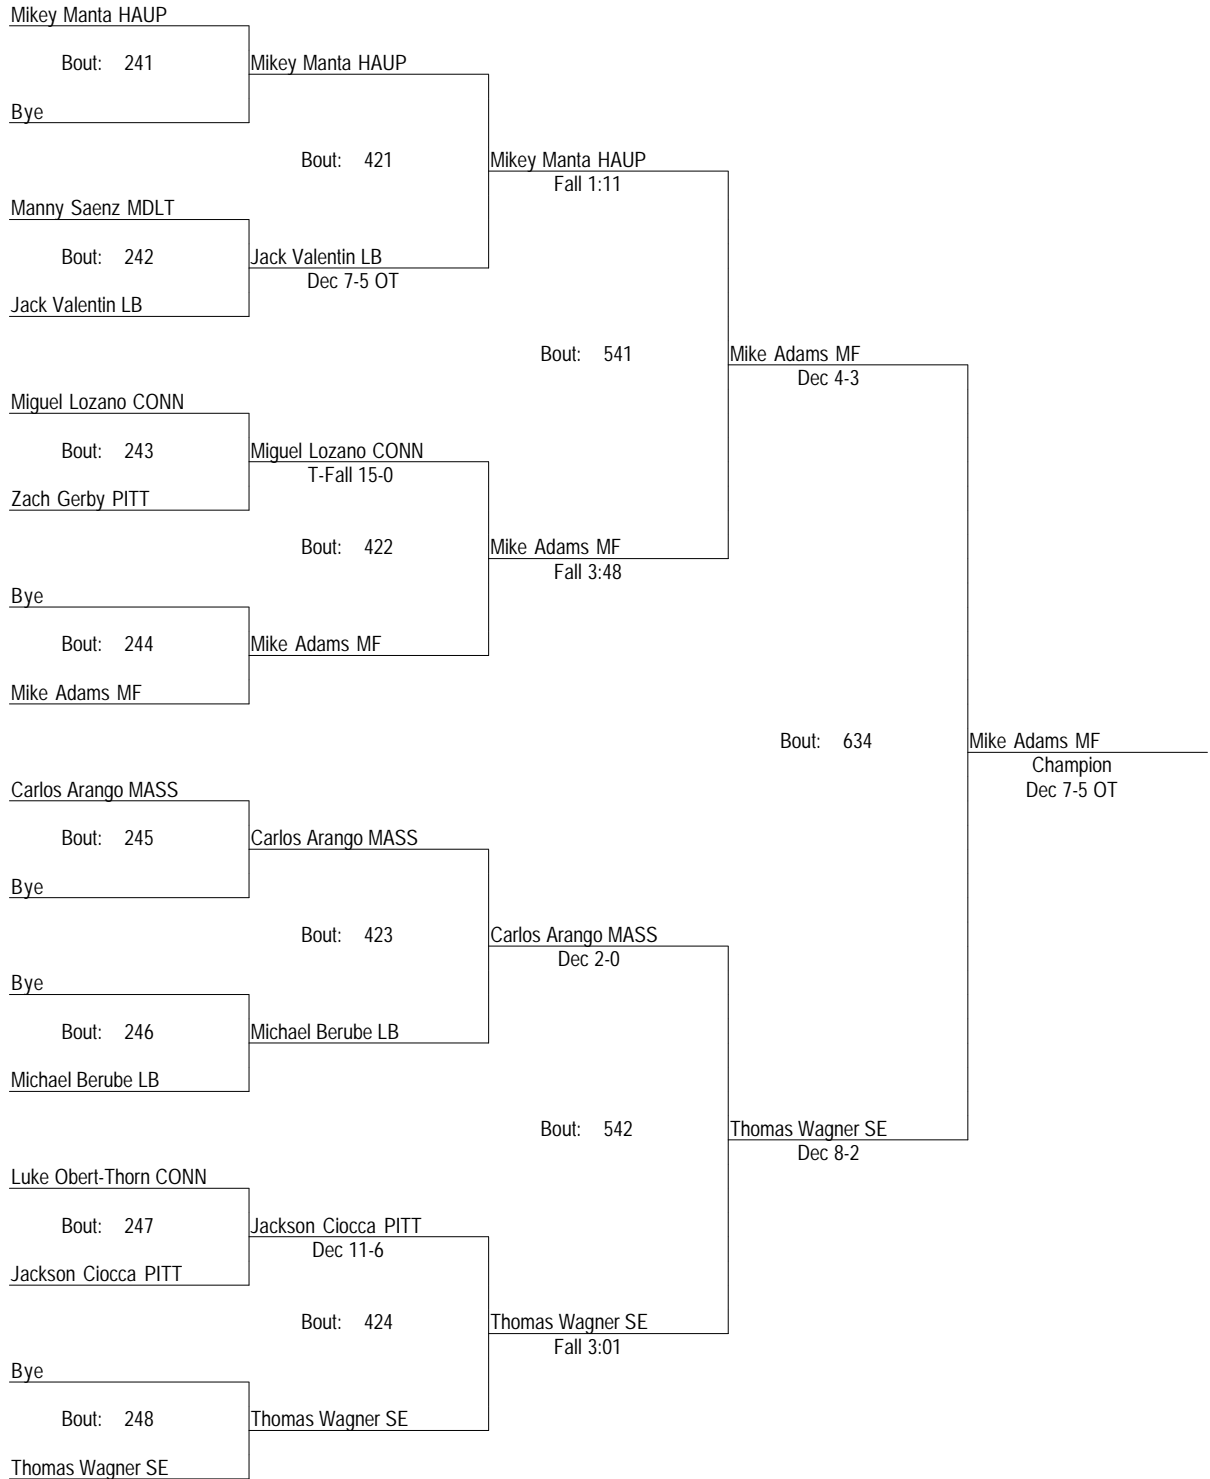 Mikey Manta HAUP
Bout: 241
Mikey Manta HAUP
Bye
Bout: 421
Mikey Manta HAUP
Fall 1:11
Manny Saenz MDLT
Bout: 242
Jack Valentin LB
Dec 7-5 OT
Jack Valentin LB
Bout: 541
Mike Adams MF
Dec 4-3
Miguel Lozano CONN
Bout: 243
Miguel Lozano CONN
T-Fall 15-0
Zach Gerby PITT
Bout: 422
Mike Adams MF
Fall 3:48
Bye
Bout: 244
Mike Adams MF
Mike Adams MF
Bout: 634
Mike Adams MF
Champion
Dec 7-5 OT
Carlos Arango MASS
Bout: 245
Carlos Arango MASS
Bye
Bout: 423
Carlos Arango MASS
Dec 2-0
Bye
Bout: 246
Michael Berube LB
Michael Berube LB
Bout: 542
Thomas Wagner SE
Dec 8-2
Luke Obert-Thorn CONN
Bout: 247
Jackson Ciocca PITT
Dec 11-6
Jackson Ciocca PITT
Bout: 424
Thomas Wagner SE
Fall 3:01
Bye
Bout: 248
Thomas Wagner SE
Thomas Wagner SE